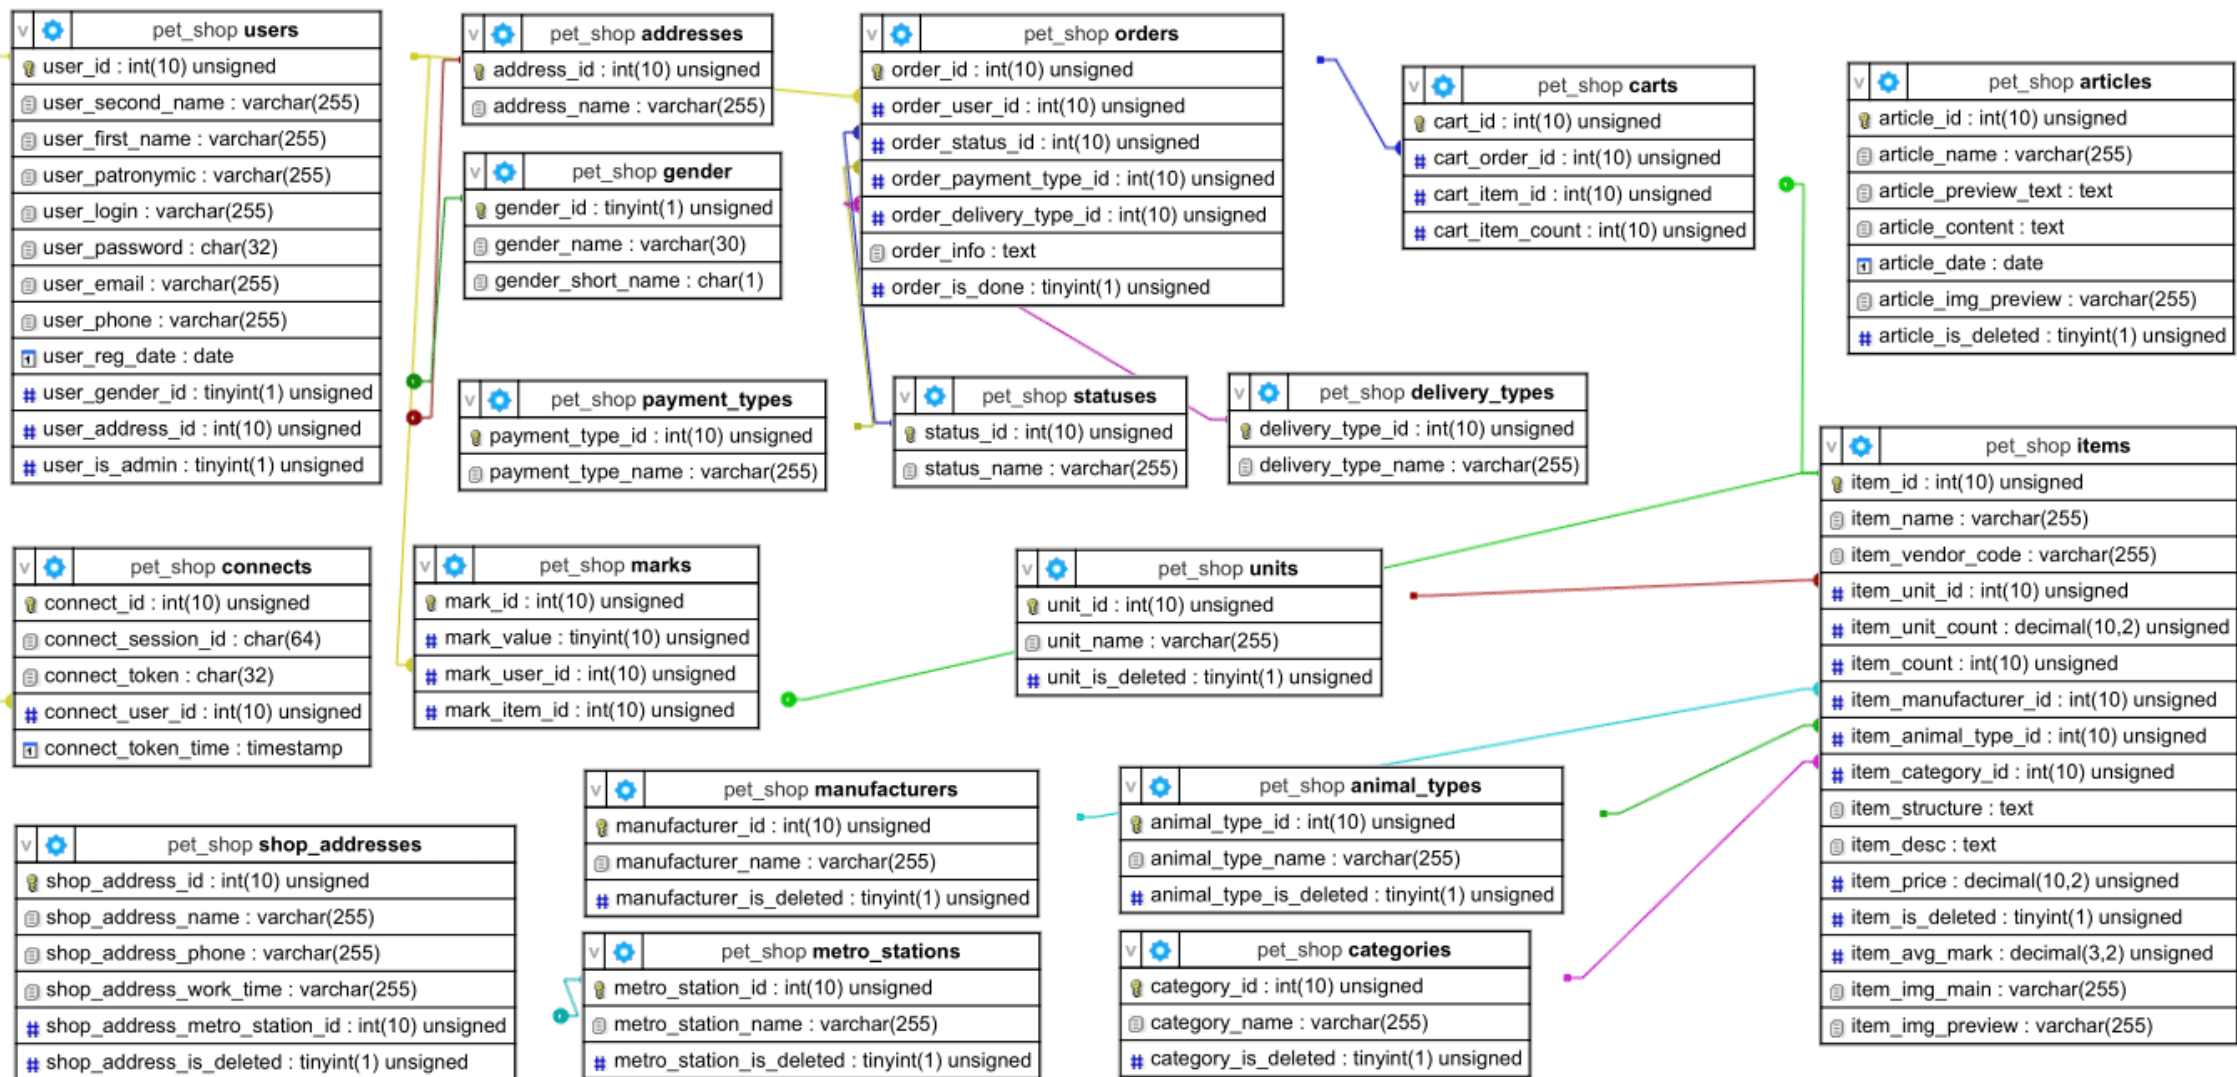 pet_shop users
user_id : int(10) unsigned
user_second_name : varchar(255)
user_first_name : varchar(255)
user_patronymic : varchar(255)
user_login : varchar(255)
user_password : char(32)
user_email : varchar(255)
user_phone : varchar(255)
user_reg_date : date
user_gender_id : tinyint(1) unsigned
user_address_id : int(10) unsigned
user_is_admin : tinyint(1) unsigned
pet_shop addresses
address_id : int(10) unsigned
address_name : varchar(255)
pet_shop gender
gender_id : tinyint(1) unsigned
gender_name : varchar(30)
gender_short_name : char(1)
pet_shop orders
order_id : int(10) unsigned
order_user_id : int(10) unsigned
order_status_id : int(10) unsigned
order_payment_type_id : int(10) unsigned
order_delivery_type_id : int(10) unsigned
order_info : text
order_is_done : tinyint(1) unsigned
pet_shop carts
cart_id : int(10) unsigned
cart_order_id : int(10) unsigned
cart_item_id : int(10) unsigned
cart_item_count : int(10) unsigned
pet_shop articles
article_id : int(10) unsigned
article_name : varchar(255)
article_preview_text : text
article_content : text
article_date : date
article_img_preview : varchar(255)
article_is_deleted : tinyint(1) unsigned
pet_shop payment_types
payment_type_id : int(10) unsigned
payment_type_name : varchar(255)
pet_shop statuses
status_id : int(10) unsigned
status_name : varchar(255)
pet_shop delivery_types
delivery_type_id : int(10) unsigned
delivery_type_name : varchar(255)
pet_shop items
item_id : int(10) unsigned
item_name : varchar(255)
item_vendor_code : varchar(255)
item_unit_id : int(10) unsigned
item_unit_count : decimal(10,2) unsigned
item_count : int(10) unsigned
item_manufacturer_id : int(10) unsigned
item_animal_type_id : int(10) unsigned
item_category_id : int(10) unsigned
item_structure : text
item_desc : text
item_price : decimal(10,2) unsigned
item_is_deleted : tinyint(1) unsigned
item_avg_mark : decimal(3,2) unsigned
item_img_main : varchar(255)
item_img_preview : varchar(255)
pet_shop connects
connect_id : int(10) unsigned
connect_session_id : char(64)
connect_token : char(32)
connect_user_id : int(10) unsigned
connect_token_time : timestamp
pet_shop marks
mark_id : int(10) unsigned
mark_value : tinyint(10) unsigned
mark_user_id : int(10) unsigned
mark_item_id : int(10) unsigned
pet_shop units
unit_id : int(10) unsigned
unit_name : varchar(255)
unit_is_deleted : tinyint(1) unsigned
pet_shop shop_addresses
shop_address_id : int(10) unsigned
shop_address_name : varchar(255)
shop_address_phone : varchar(255)
shop_address_work_time : varchar(255)
shop_address_metro_station_id : int(10) unsigned
shop_address_is_deleted : tinyint(1) unsigned
pet_shop manufacturers
manufacturer_id : int(10) unsigned
manufacturer_name : varchar(255)
manufacturer_is_deleted : tinyint(1) unsigned
pet_shop metro_stations
metro_station_id : int(10) unsigned
metro_station_name : varchar(255)
metro_station_is_deleted : tinyint(1) unsigned
pet_shop animal_types
animal_type_id : int(10) unsigned
animal_type_name : varchar(255)
animal_type_is_deleted : tinyint(1) unsigned
pet_shop categories
category_id : int(10) unsigned
category_name : varchar(255)
category_is_deleted : tinyint(1) unsigned